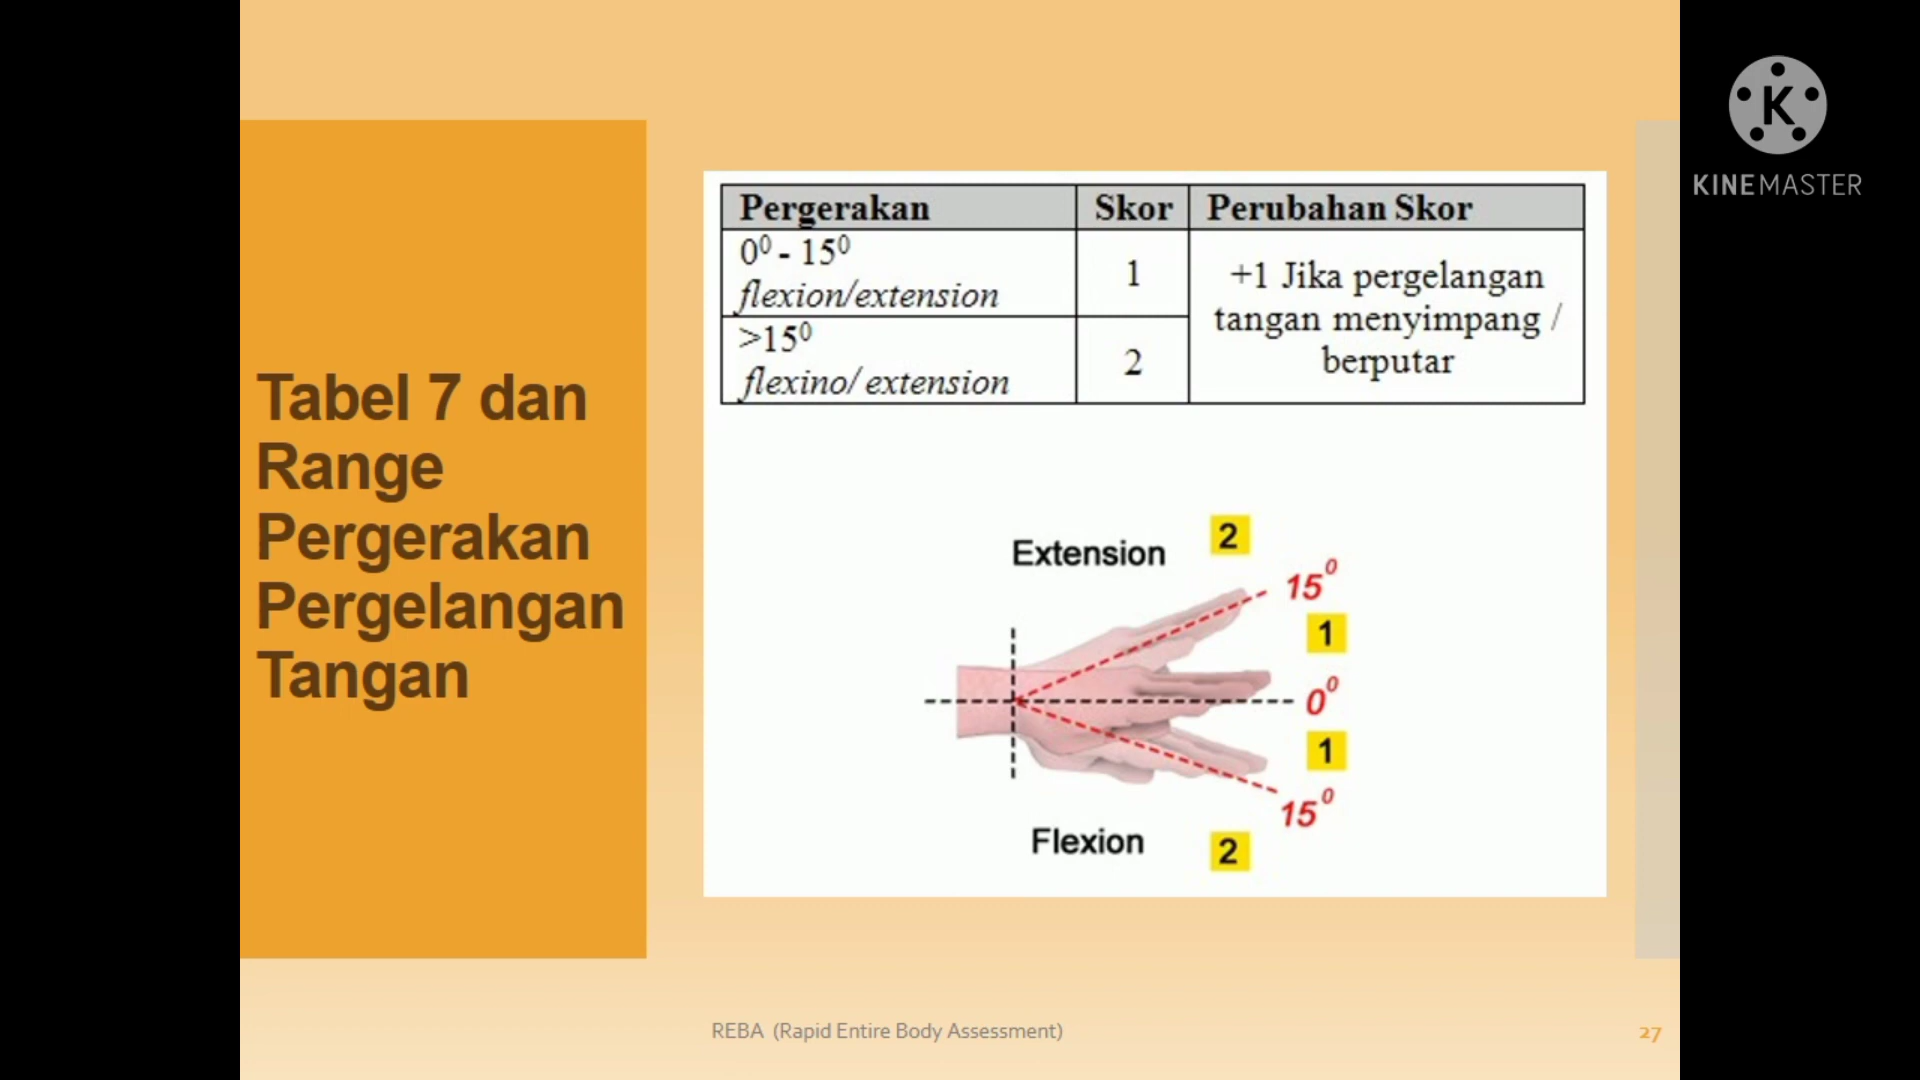 KINEMASTER
Tabel 7 dan
Range
Pergerakan
Pergelangan
Tangan
Pergerakan Skor Perubahan Skor
0⁰ - 15⁰
flexion/extension
1
>15⁰
flexino/ extension
2
+1 Jika pergelangan
tangan menyimpang /
berputar
Extension
2
15⁰
1
0⁰
1
15⁰
Flexion
2
REBA (Rapid Entire Body Assessment)
27